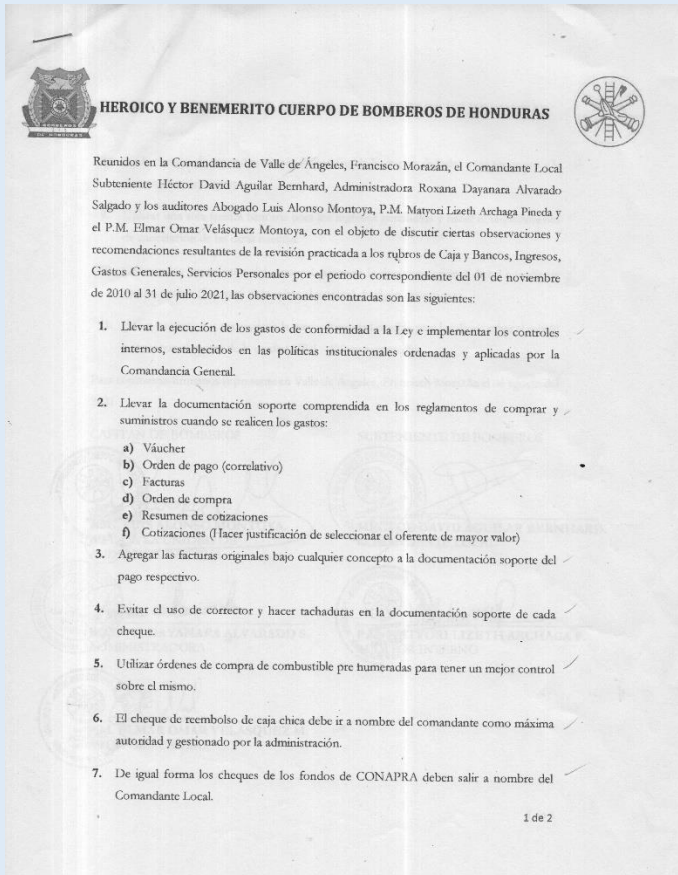 HEROICO Y BENEMERITO CUERPO DE BOMBEROS DE HONDURAS
BOMBEROS
DE HONDURAS
Reunidos en la Comandancia de Valle de Ángeles, Francisco Morazán, el Comandante Local
Subteniente Héctor David Aguilar Bernhard, Administradora Roxana Dayanara Alvarado
Salgado y los auditores Abogado Luis Alonso Montoya, P.M. Matyori Lizeth Archaga Pineda y
el P.M. Elmar Omar Velásquez Montoya, con el objeto de discutir ciertas observaciones y
recomendaciones resultantes de la revisión practicada a los rubros de Caja y Bancos, Ingresos,
Gastos Generales, Servicios Personales por el periodo correspondiente del 01 de noviembre
de 2010 al 31 de julio 2021, las observaciones encontradas son las siguientes:
1. Llevar la ejecución de los gastos de conformidad a la Ley e implementar los controles
internos, establecidos en las políticas institucionales ordenadas y aplicadas por la
Comandancia General.
2. Llevar la documentación soporte comprendida en los reglamentos de comprar y
suministros cuando se realicen los gastos:
a) Váucher
b) Orden de pago (correlativo)
c) Facturas
d) Orden de compra
e) Resumen de cotizaciones
f) Cotizaciones (Hacer justificación de seleccionar el oferente de mayor valor)
3. Agregar las facturas originales bajo cualquier concepto a la documentación soporte del
pago respectivo.
4. Evitar el uso de corrector y hacer tachaduras en la documentación soporte de cada
cheque.
5. Utilizar órdenes de compra de combustible pre humeradas para tener un mejor control
sobre el mismo.
6. El cheque de reembolso de caja chica debe ir a nombre del comandante como máxima
autoridad y gestionado por la administración.
7. De igual forma los cheques de los fondos de CONAPRA deben salir a nombre del
Comandante Local.
1 de 2